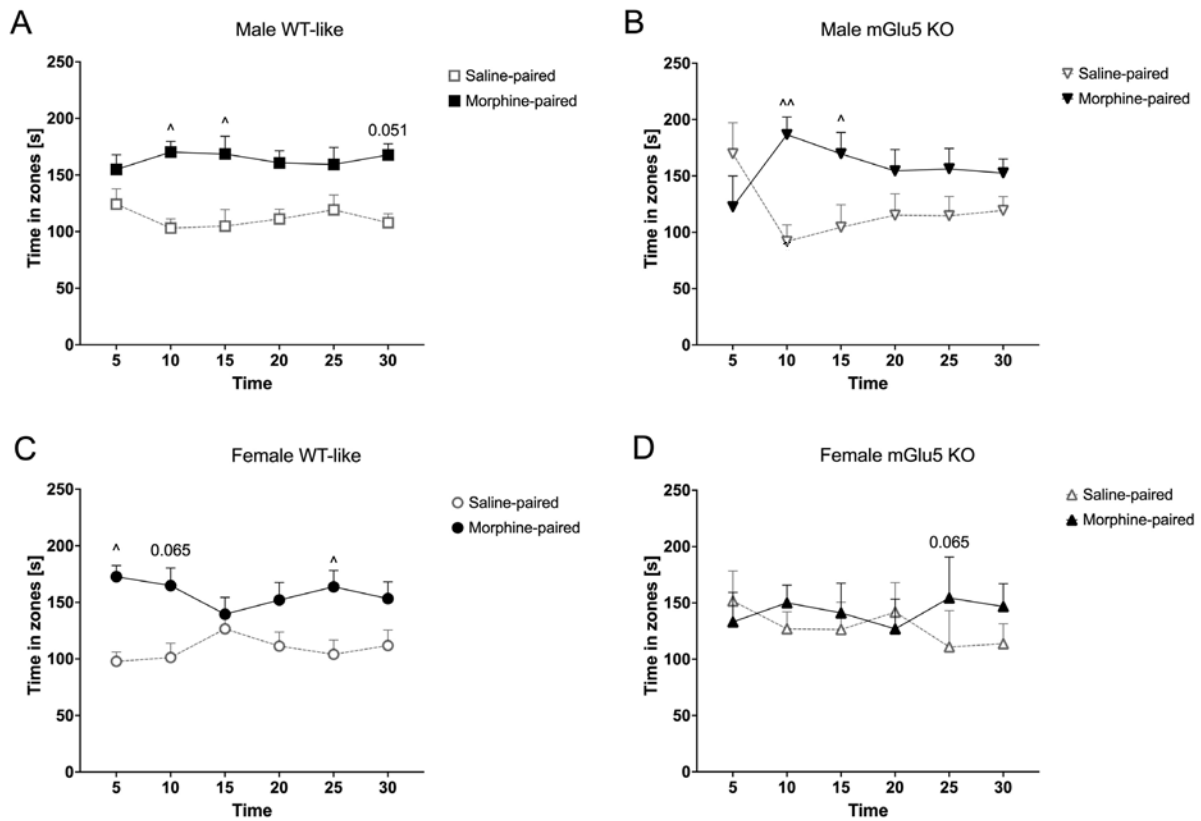 A
Male WT-like
Time in zones [s]
250
200
150
100
50
0
^
^
0.051
5 10 15 20 25 30
Time
Saline-paired
Morphine-paired
B
Male mGlu5 KO
Time in zones [s]
250
200
150
100
50
0
^^
^
^
5 10 15 20 25 30
Time
Saline-paired
Morphine-paired
C
Female WT-like
Time in zones [s]
250
200
150
100
50
0
^
0.065
^
5 10 15 20 25 30
Time
Saline-paired
Morphine-paired
D
Female mGlu5 KO
Time in zones [s]
250
200
150
100
50
0
0.065
5 10 15 20 25 30
Time
Saline-paired
Morphine-paired